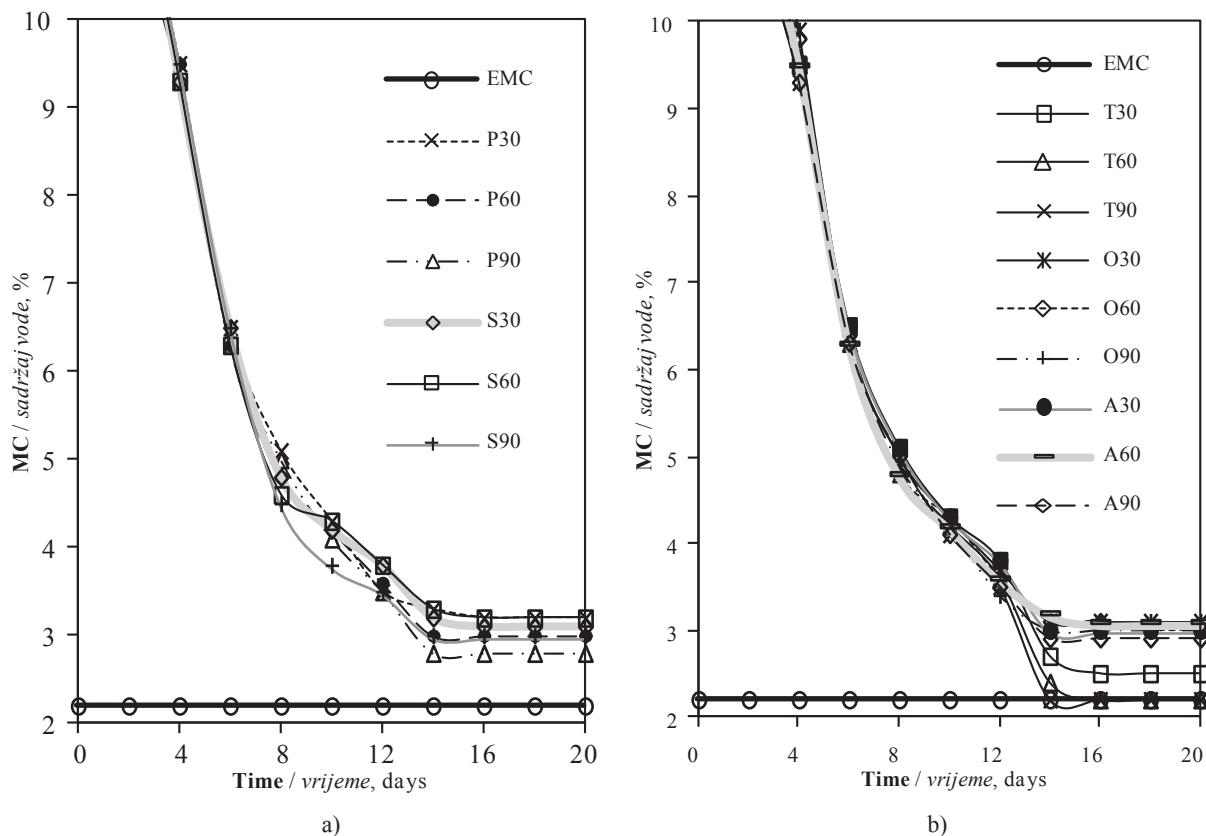 10
9
8
7
6
5
4
3
2
0
4
8
12
16
20
MC / sadržaj vode, %
Time / vrijeme, days
EMC
P30
P60
P90
S30
S60
S90
a)
10
9
8
7
6
5
4
3
2
0
4
8
12
16
20
MC / sadržaj vode, %
Time / vrijeme, days
EMC
T30
T60
T90
O30
O60
O90
A30
A60
A90
b)